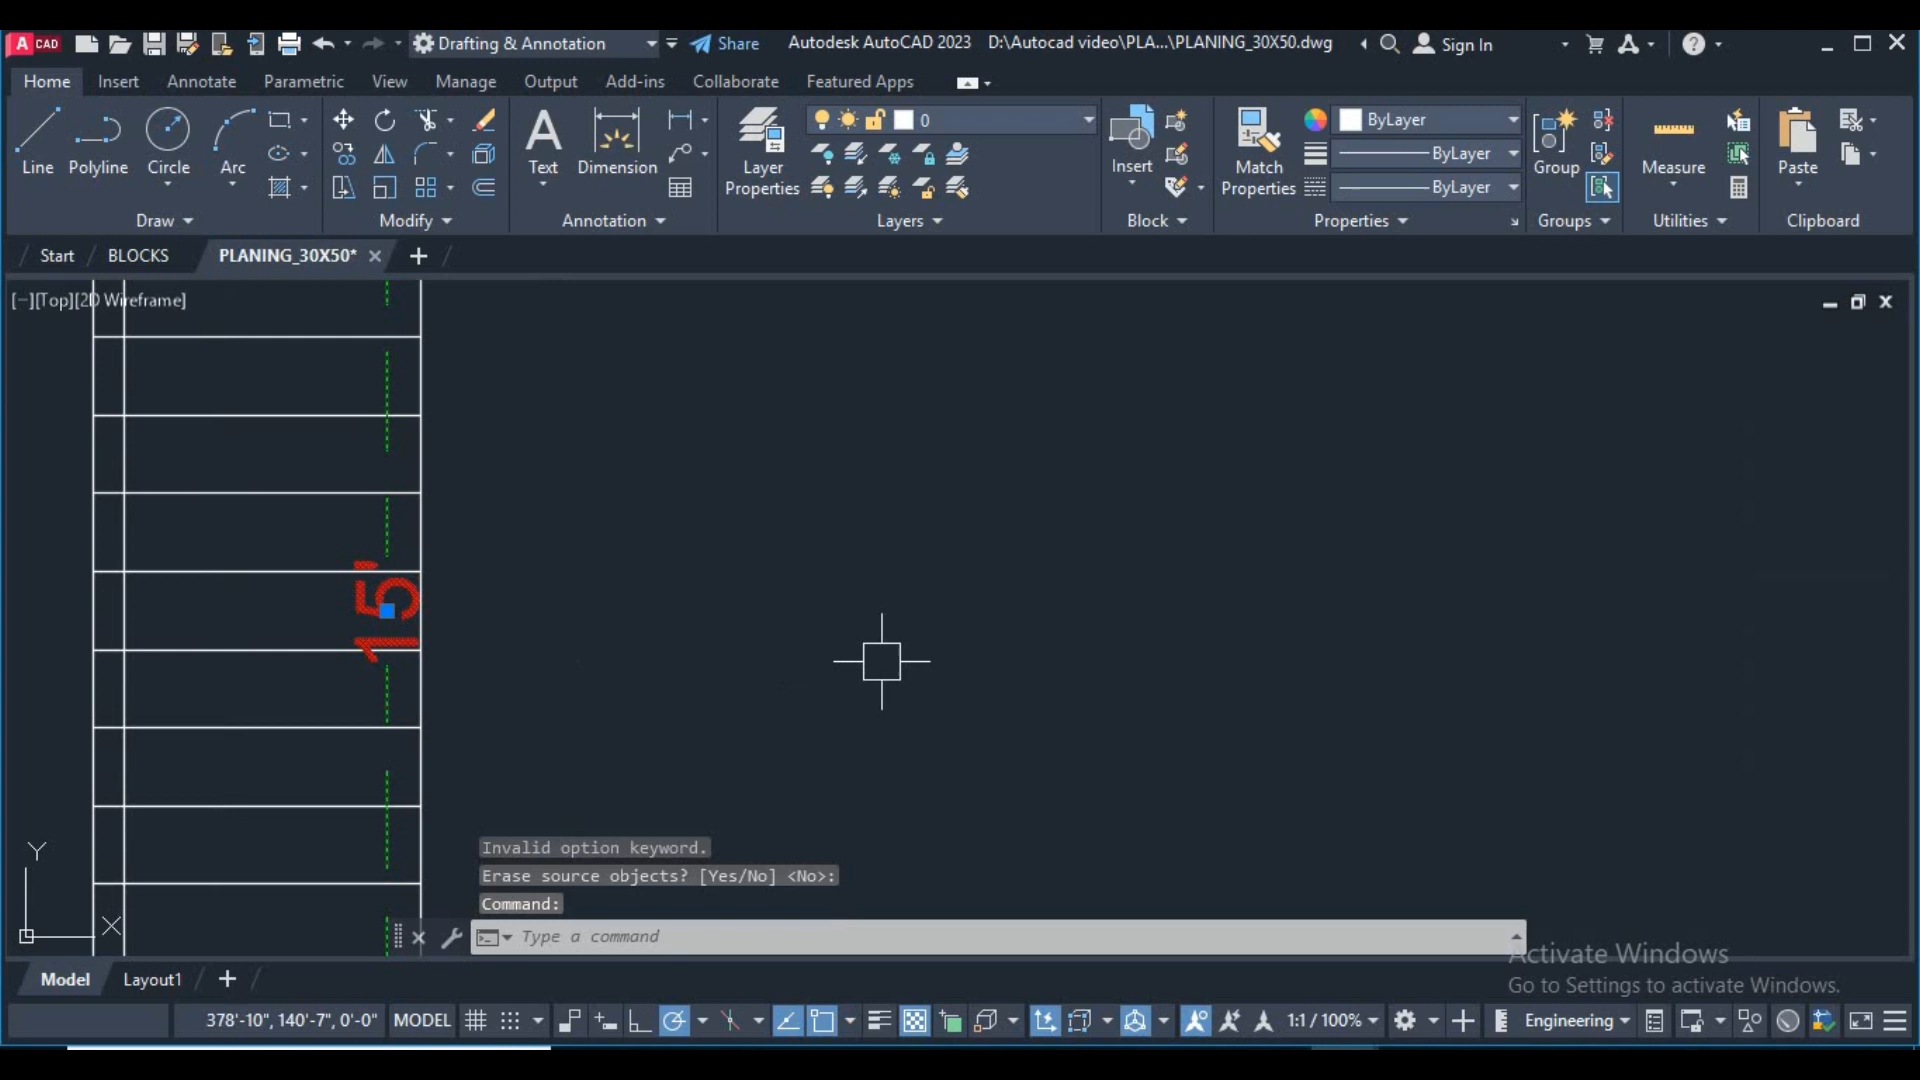 A CAD Drafting & Annotation Share Autodesk AutoCAD 2023 D:\Autocad video\PLA...\PLANING_30X50.dwg Sign In
Home Insert Annotate Parametric View Manage Output Add-ins Collaborate Featured Apps
0 ByLayer
ByLayer
Line Polyline Circle Arc Text Dimension Layer Properties Insert Match Properties Group Measure Paste
ByLayer
Draw Modify Annotation Layers Block Properties Groups Utilities Clipboard
Start BLOCKS PLANING_30X50*
[−][Top][2D Wireframe]
15'
Invalid option keyword.
Erase source objects? [Yes/No] <No>:
Command:
Y
X
Type a command
Activate Windows
Go to Settings to activate Windows.
Model Layout1
378'-10", 140'-7", 0'-0" MODEL 1:1 / 100% Engineering